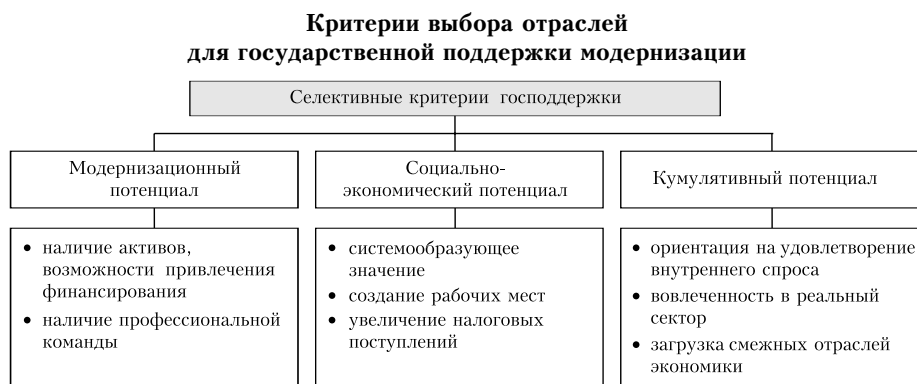 Критерии выбора отраслей
для государственной поддержки модернизации
Селективные критерии господдержки
Модернизационный
потенциал
• наличие активов,
возможности привлечения
финансирования
• наличие профессиональной
команды
Социально-
экономический потенциал
• системообразующее
значение
• создание рабочих мест
• увеличение налоговых
поступлений
Кумулятивный потенциал
• ориентация на удовлетворение
внутреннего спроса
• вовлеченность в реальный
сектор
• загрузка смежных отраслей
экономики